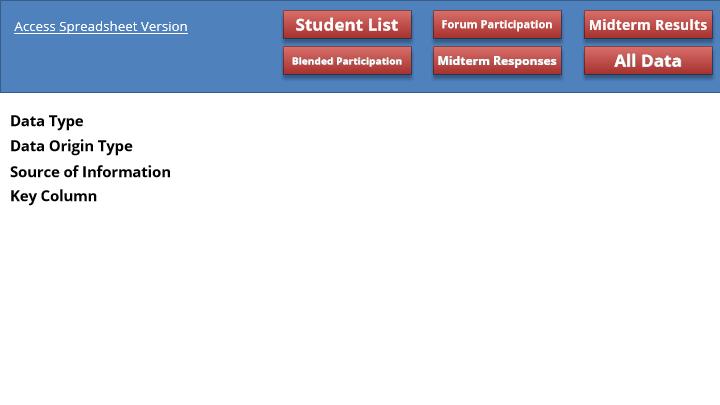 Access Spreadsheet Version
Student List
Forum Participation
Midterm Results
Blended Participation
Midterm Responses
All Data
Data Type
Data Origin Type
Source of Information
Key Column